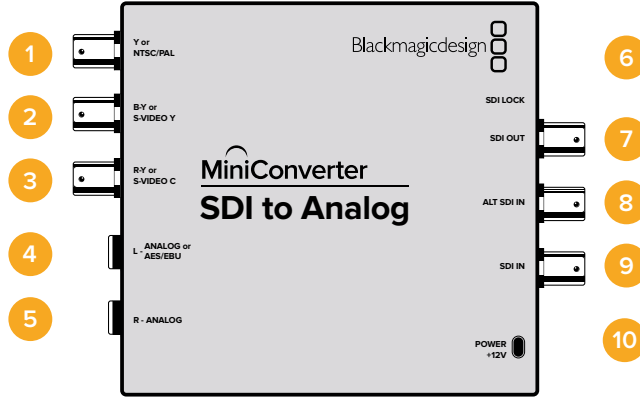 1
Y or
NTSC/PAL
Blackmagicdesign
6
2
B-Y or
S-VIDEO Y
SDI LOCK
SDI OUT
7
3
R-Y or
S-VIDEO C
MiniConverter
SDI to Analog
ALT SDI IN
8
4
L - ANALOG or
AES/EBU
SDI IN
9
5
R - ANALOG
POWER
+12V
10